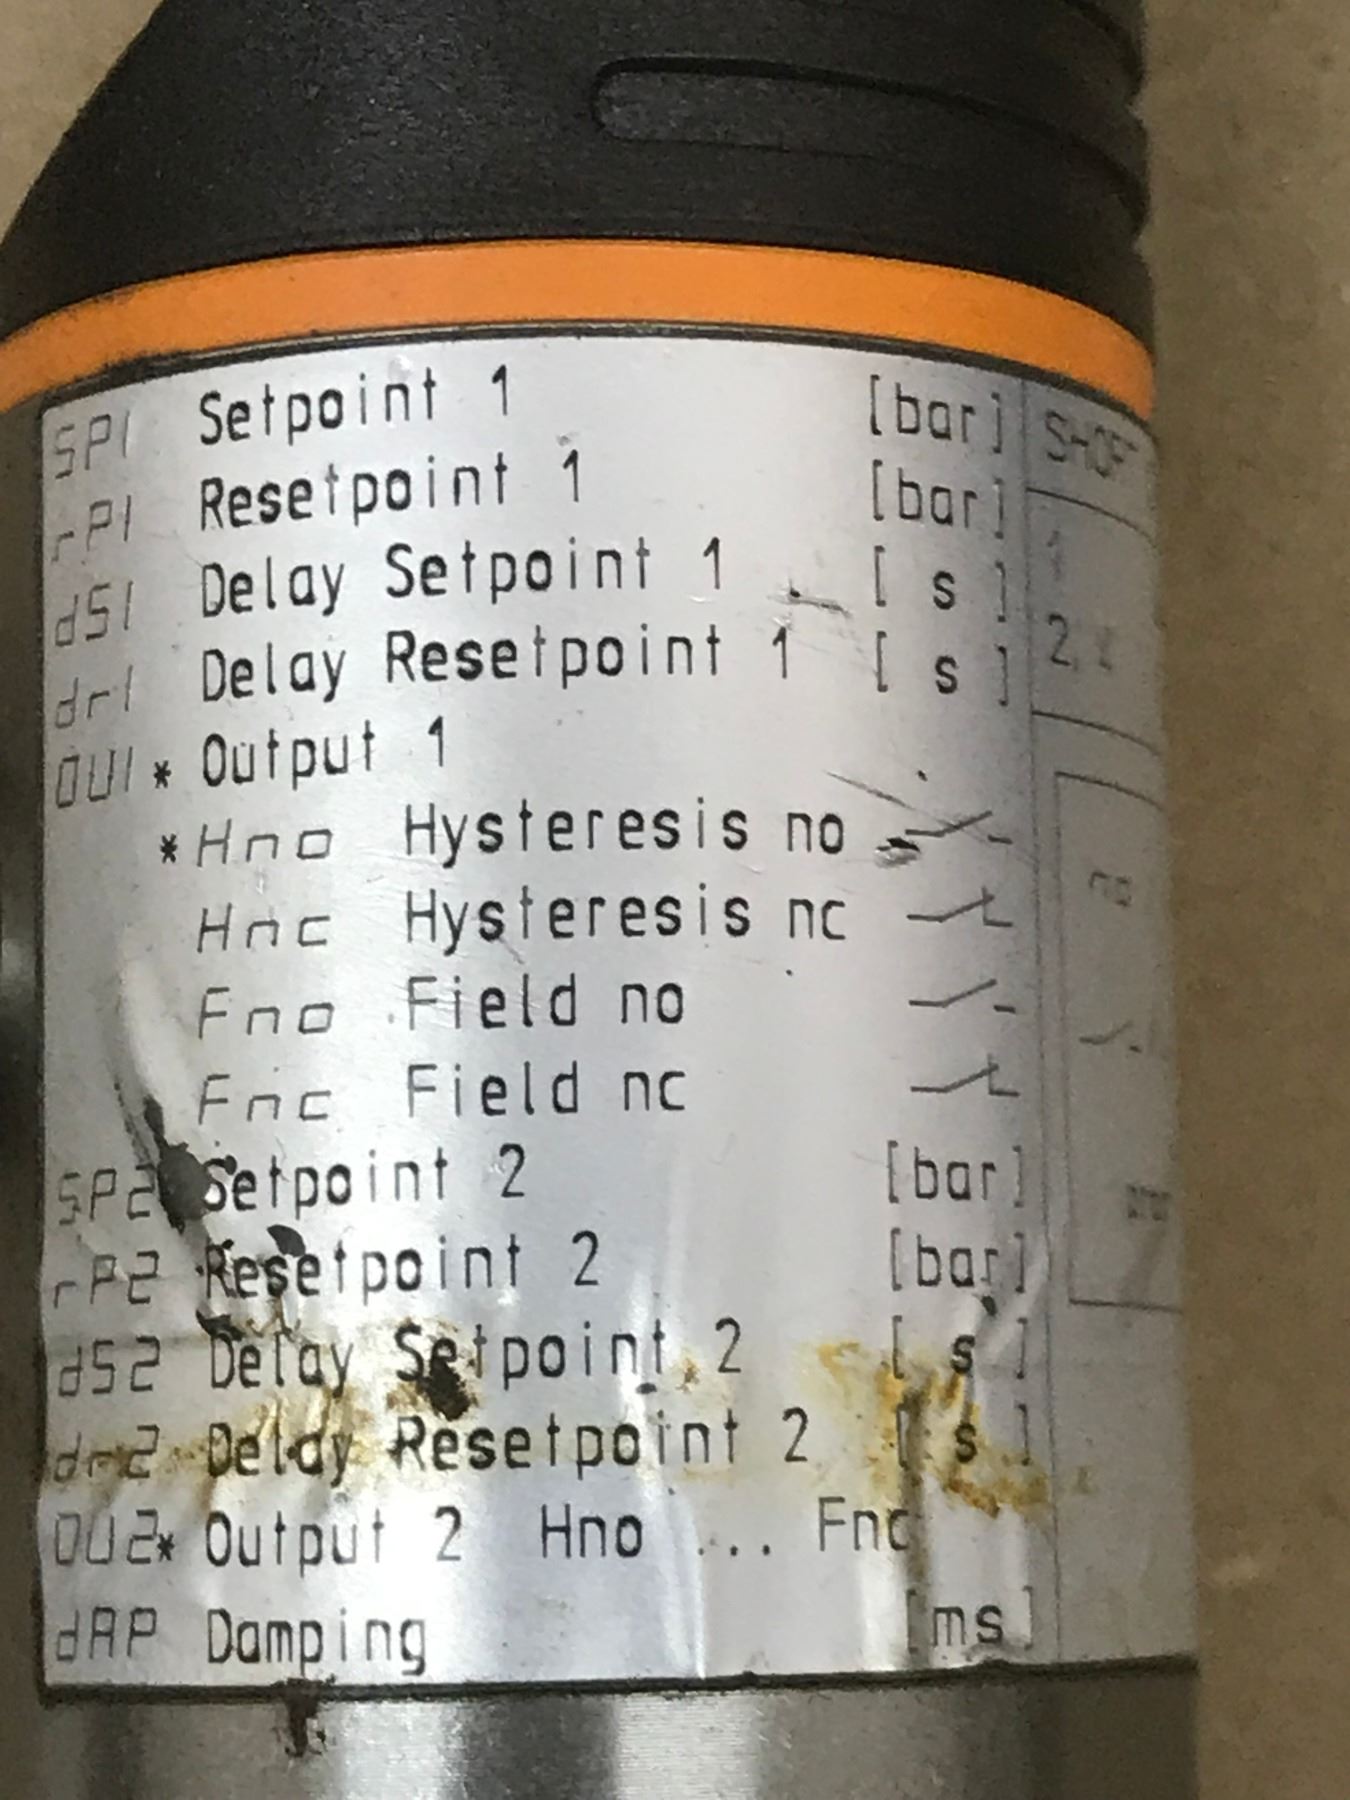 SP1 Setpoint 1 [bar]
rP1 Resetpoint 1 [bar]
dS1 Delay Setpoint 1 [ s ]
dr1 Delay Resetpoint 1 [ s ]
OU1 * Output 1
* Hno Hysteresis no
Hnc Hysteresis nc
Fno Field no
Fnc Field nc
SP2 Setpoint 2 [bar]
rP2 Resetpoint 2 [bar]
dS2 Delay Setpoint 2 [ s ]
dr2 Delay Resetpoint 2 [ s ]
OU2* Output 2 Hno ... Fnc
dAP Damping [ms]
no